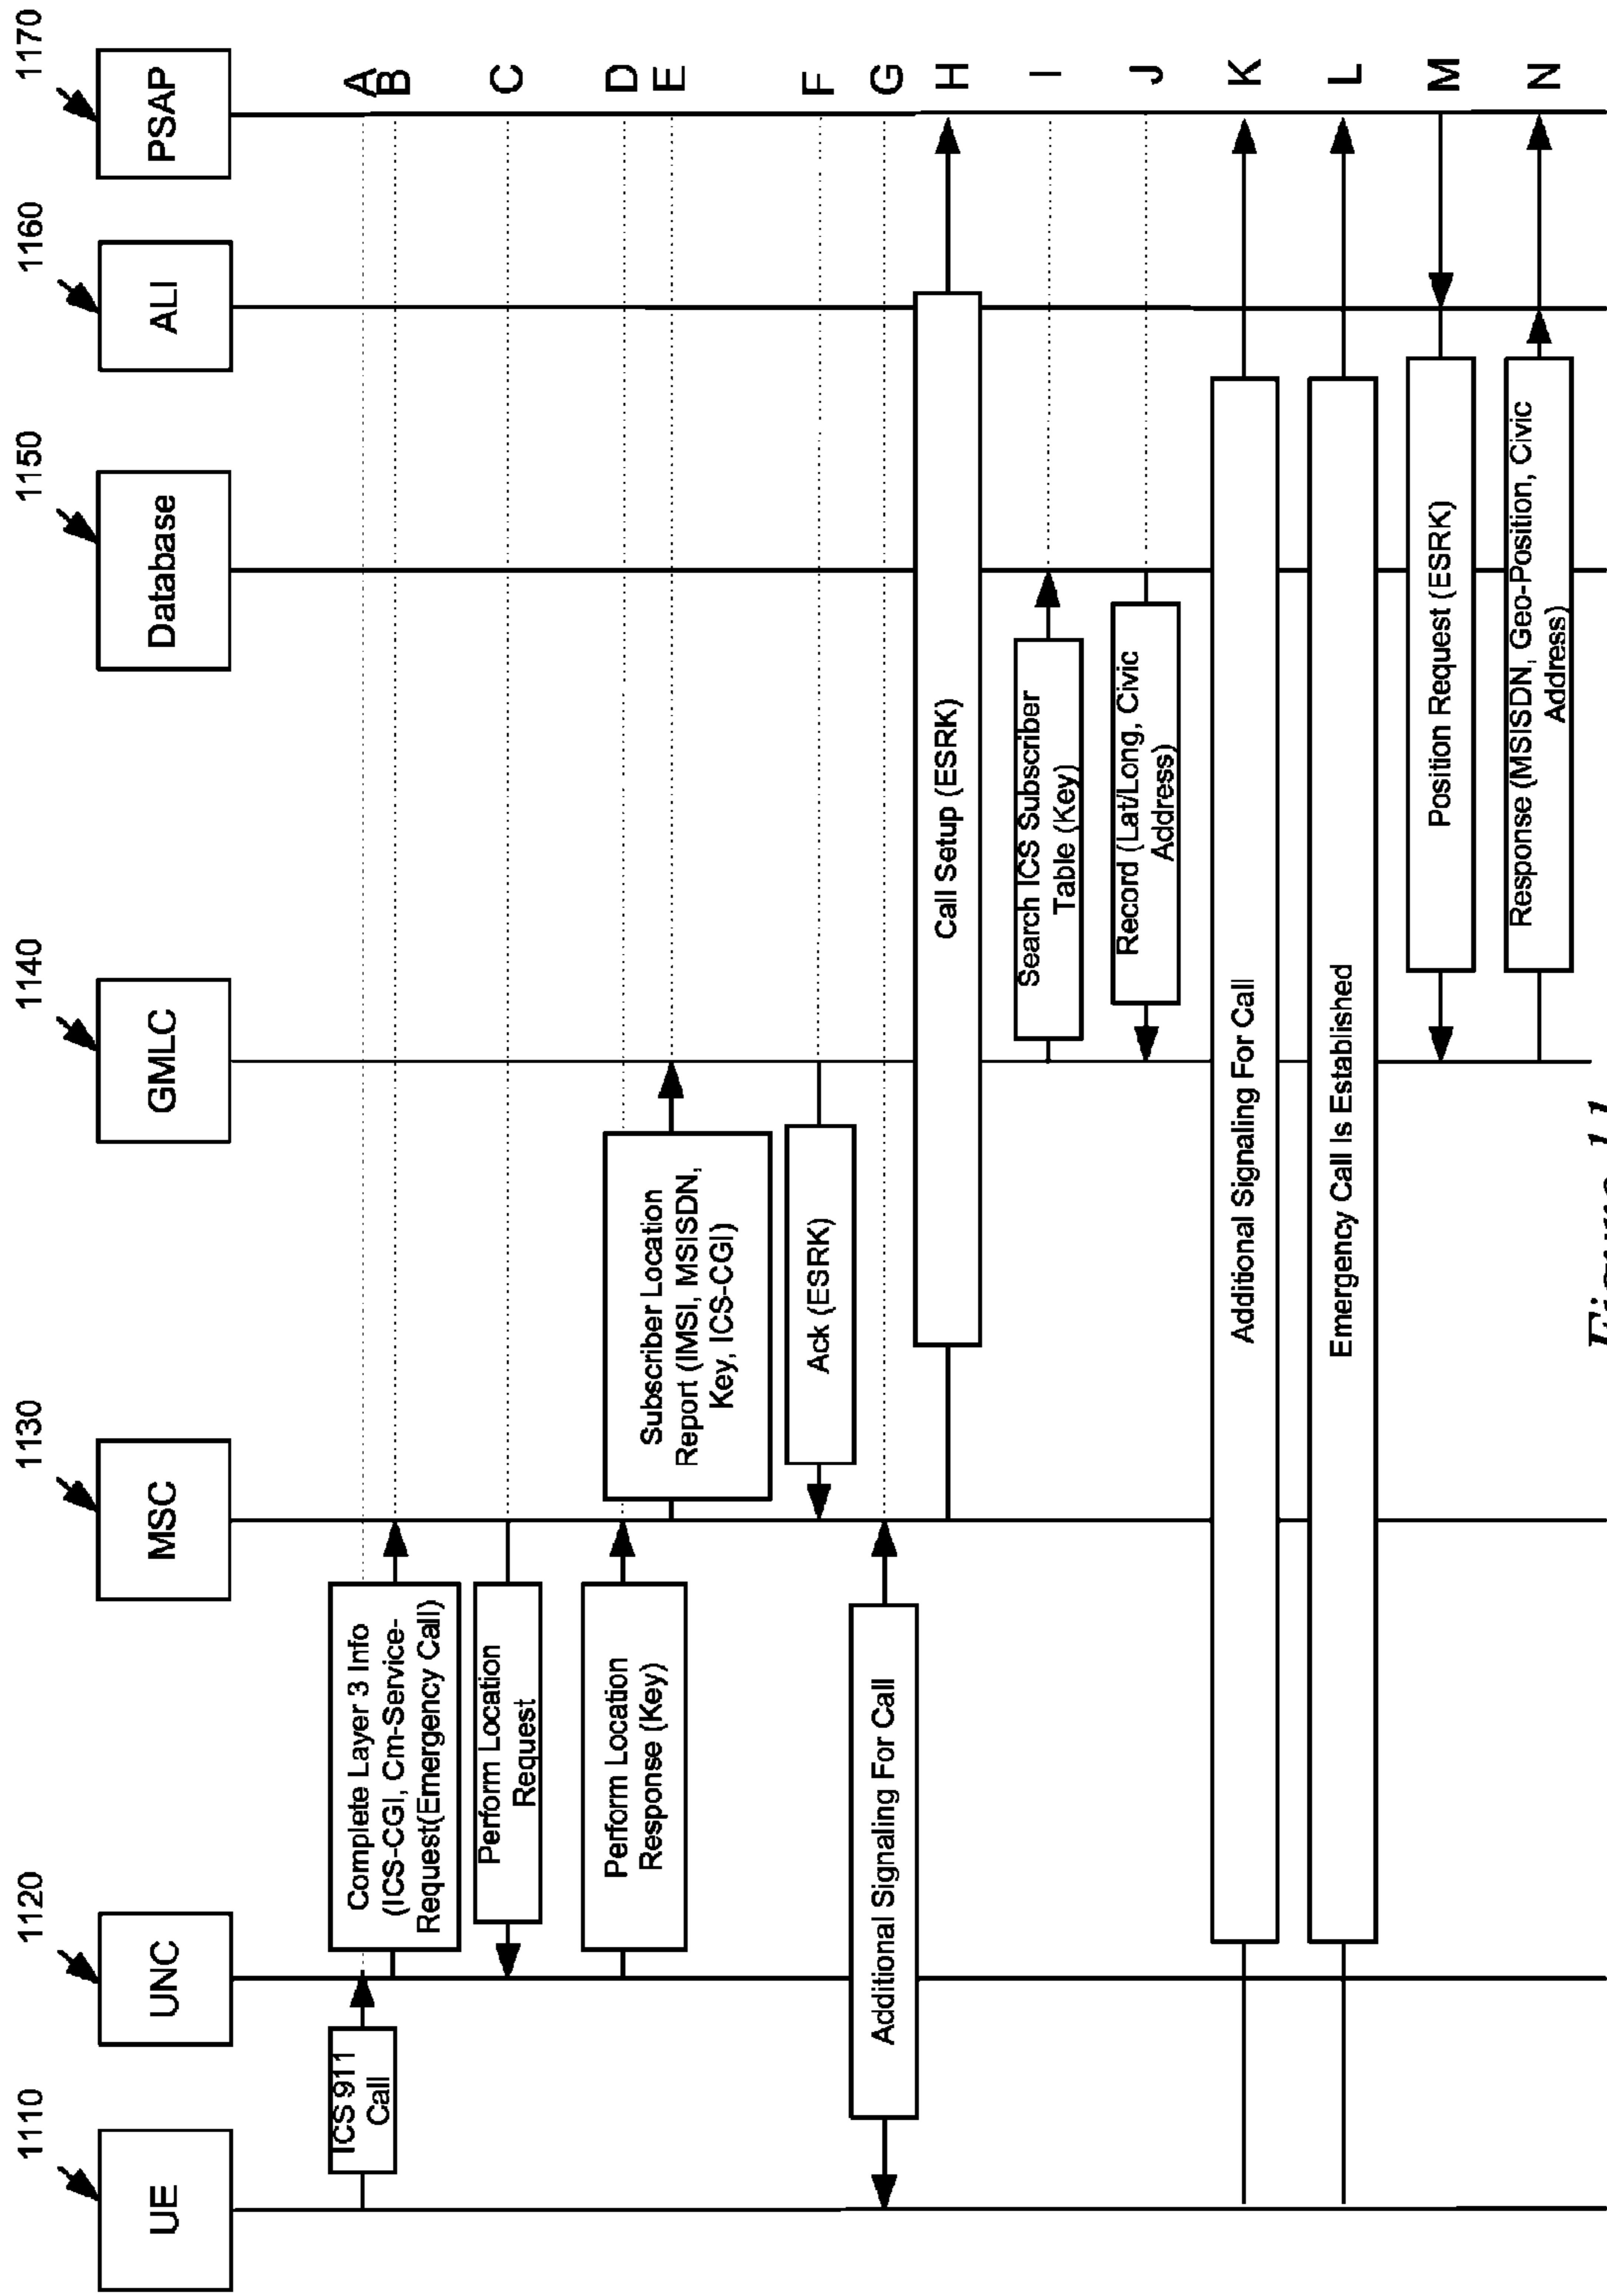 1110
1120
1130
1140
1150
1160
1170
UE
UNC
MSC
GMLC
Database
ALI
PSAP
ICS 911
Call
A
Complete Layer 3 Info
(ICS-CGI, Cm-Service-
Request(Emergency Call)
B
Perform Location
Request
C
Perform Location
Response (Key)
D
Subscriber Location
Report (IMSI, MSISDN,
Key, ICS-CGI)
E
Ack (ESRK)
F
Additional Signaling For Call
G
Call Setup (ESRK)
H
Search ICS Subscriber
Table (Key)
I
Record (Lat/Long, Civic
Address)
J
Additional Signaling For Call
K
Emergency Call Is Established
L
Position Request (ESRK)
M
Response (MSISDN, Geo-Position, Civic
Address)
N
Figure 11